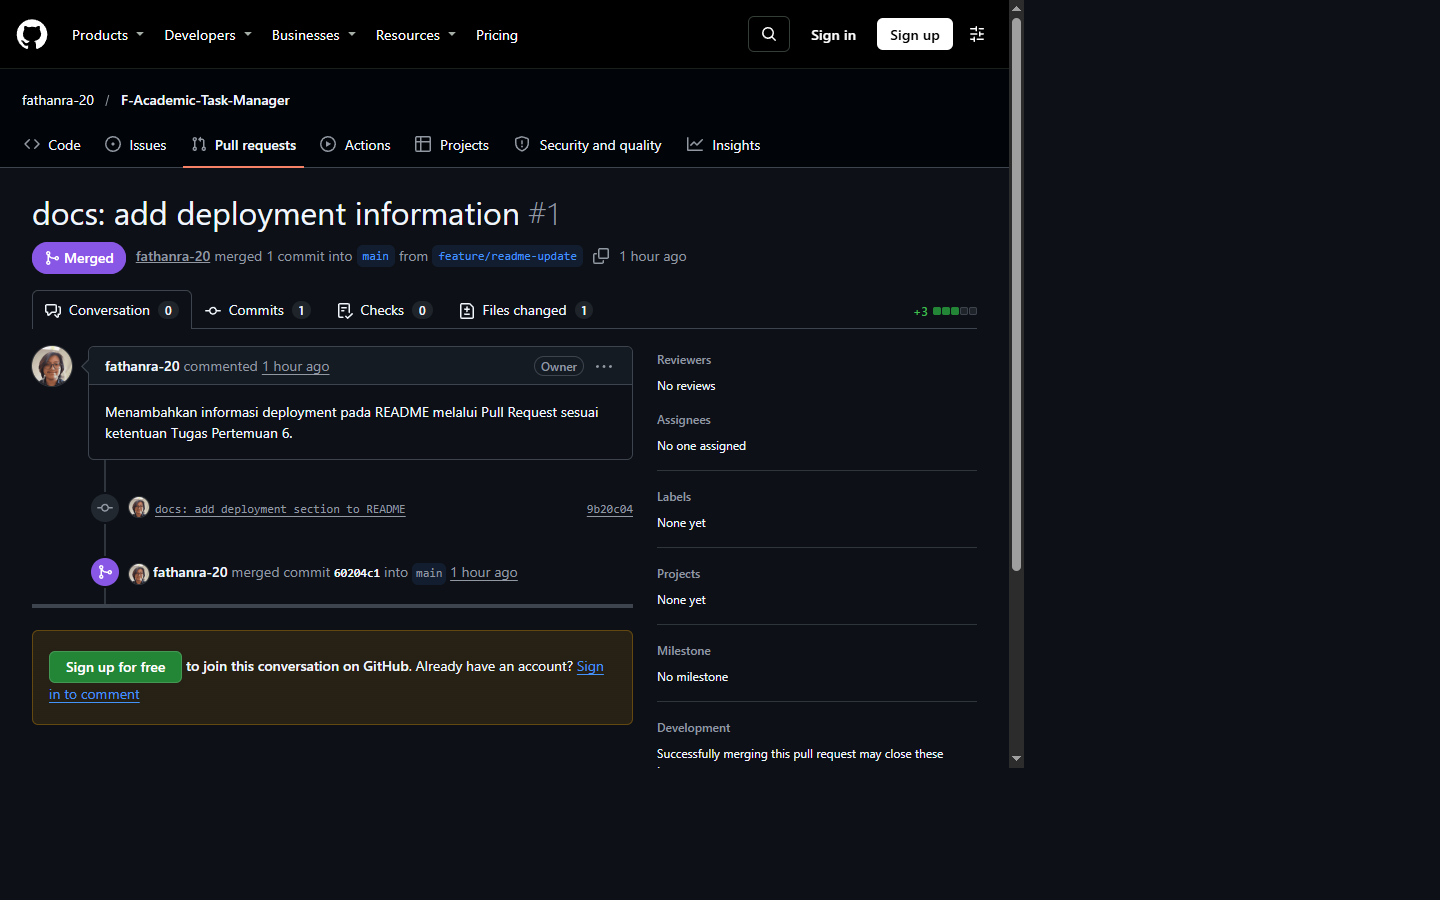 Products Developers Businesses Resources Pricing Sign in Sign up
fathanra-20 / F-Academic-Task-Manager
Code Issues Pull requests Actions Projects Security and quality Insights
docs: add deployment information #1
Merged fathanra-20 merged 1 commit into main from feature/readme-update 1 hour ago
Conversation 0 Commits 1 Checks 0 Files changed 1 +3
fathanra-20 commented 1 hour ago Owner
Menambahkan informasi deployment pada README melalui Pull Request sesuai
ketentuan Tugas Pertemuan 6.
docs: add deployment section to README 9b20c04
fathanra-20 merged commit 60204c1 into main 1 hour ago
Sign up for free to join this conversation on GitHub. Already have an account? Sign
in to comment
Reviewers
No reviews
Assignees
No one assigned
Labels
None yet
Projects
None yet
Milestone
No milestone
Development
Successfully merging this pull request may close these